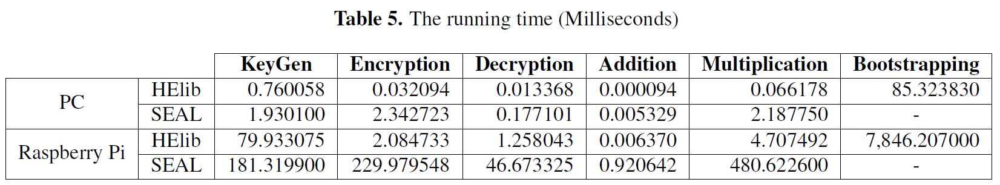 Table 5. The running time (Milliseconds)
KeyGen Encryption Decryption Addition Multiplication Bootstrapping
PC HElib 0.760058 0.032094 0.013368 0.000094 0.066178 85.323830
SEAL 1.930100 2.342723 0.177101 0.005329 2.187750 -
Raspberry Pi HElib 79.933075 2.084733 1.258043 0.006370 4.707492 7,846.207000
SEAL 181.319900 229.979548 46.673325 0.920642 480.622600 -